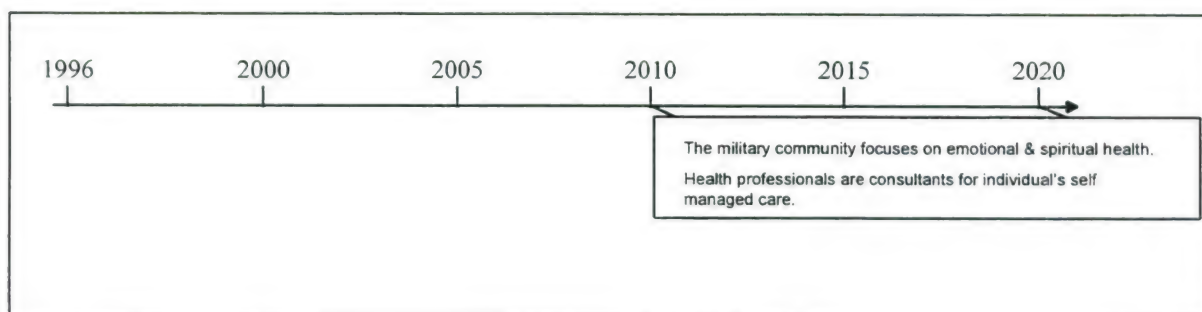 1996 2000 2005 2010 2015 2020
The military community focuses on emotional & spiritual health.
Health professionals are consultants for individual's self
managed care.